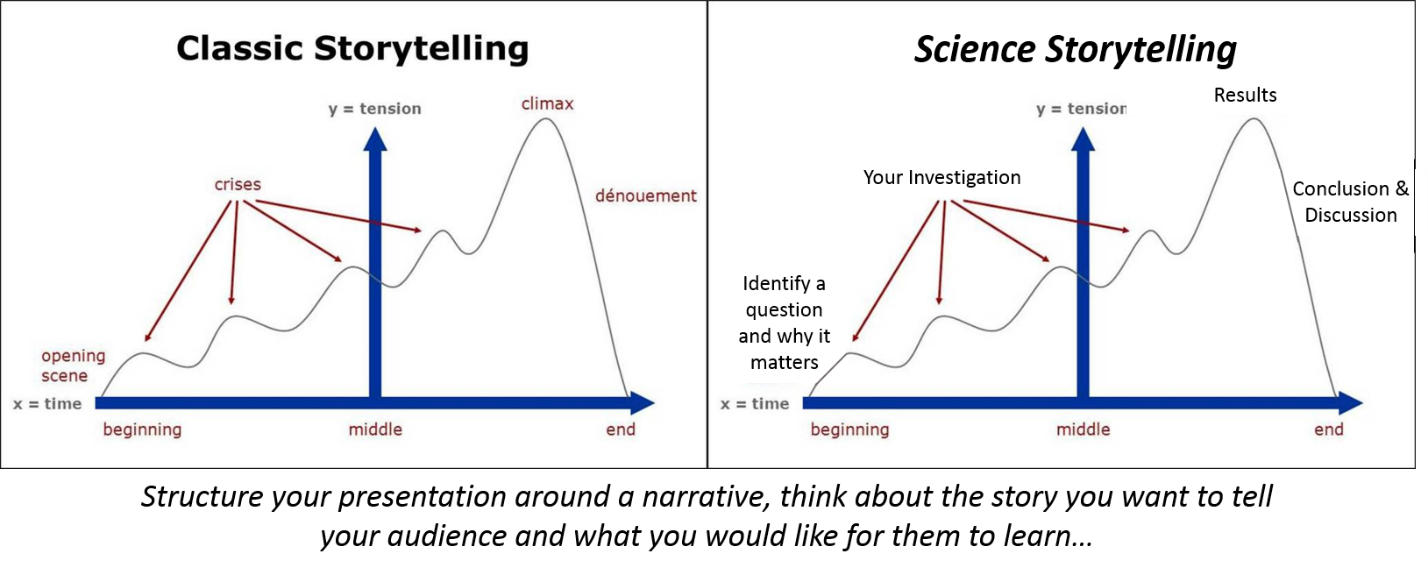 Classic Storytelling
y = tension
climax
crises
dénouement
opening
scene
x = time
beginning
middle
end
Science Storytelling
y = tension
Results
Your Investigation
Conclusion &
Discussion
Identify a
question
and why it
matters
x = time
beginning
middle
end
Structure your presentation around a narrative, think about the story you want to tell
your audience and what you would like for them to learn...